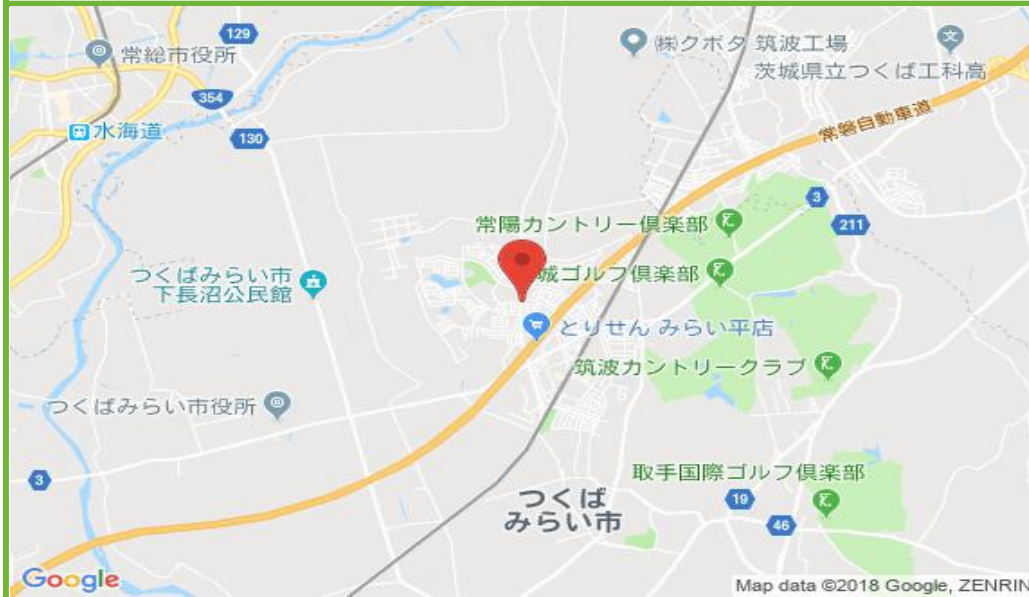 129
常総市役所
㈱クボタ 筑波工場
茨城県立つくば工科高
354
水海道
130
常磐自動車道
3
211
常陽カントリー倶楽部
城ゴルフ倶楽部
つくばみらい市
下長沼公民館
とりせん みらい平店
筑波カントリークラブ
つくばみらい市役所
3
取手国際ゴルフ倶楽部
19
46
つくば
みらい市
Google
Map data ©2018 Google, ZENRIN